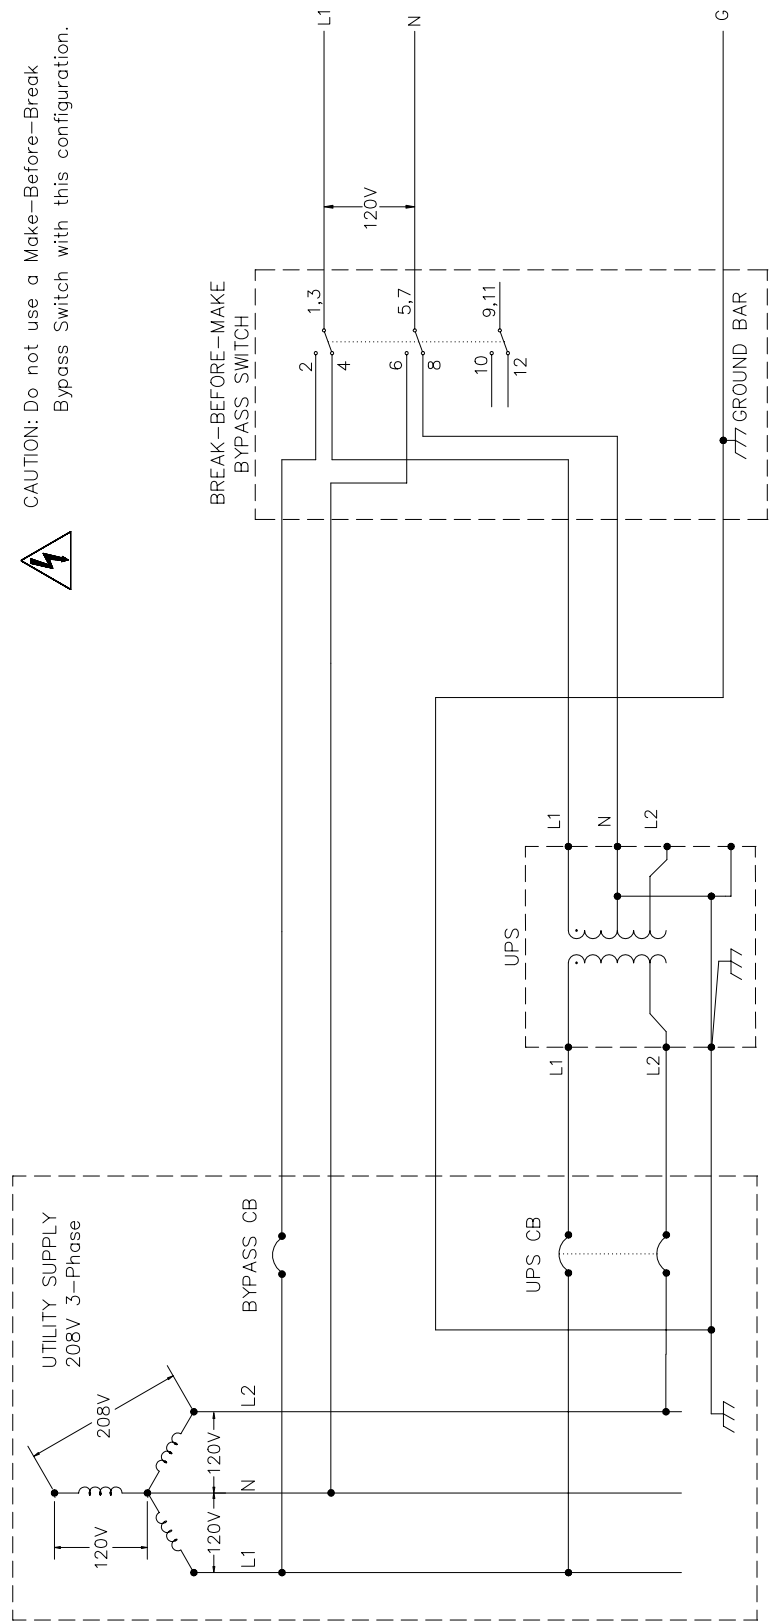 CAUTION: Do not use a Make-Before-Break
Bypass Switch with this configuration.
UTILITY SUPPLY
208V 3-Phase
208V
120V
120V
120V
L1
N
L2
BYPASS CB
UPS CB
UPS
L1
L2
L1
N
L2
BREAK-BEFORE-MAKE
BYPASS SWITCH
2
4
1,3
6
8
5,7
10
12
9,11
GROUND BAR
120V
L1
N
G